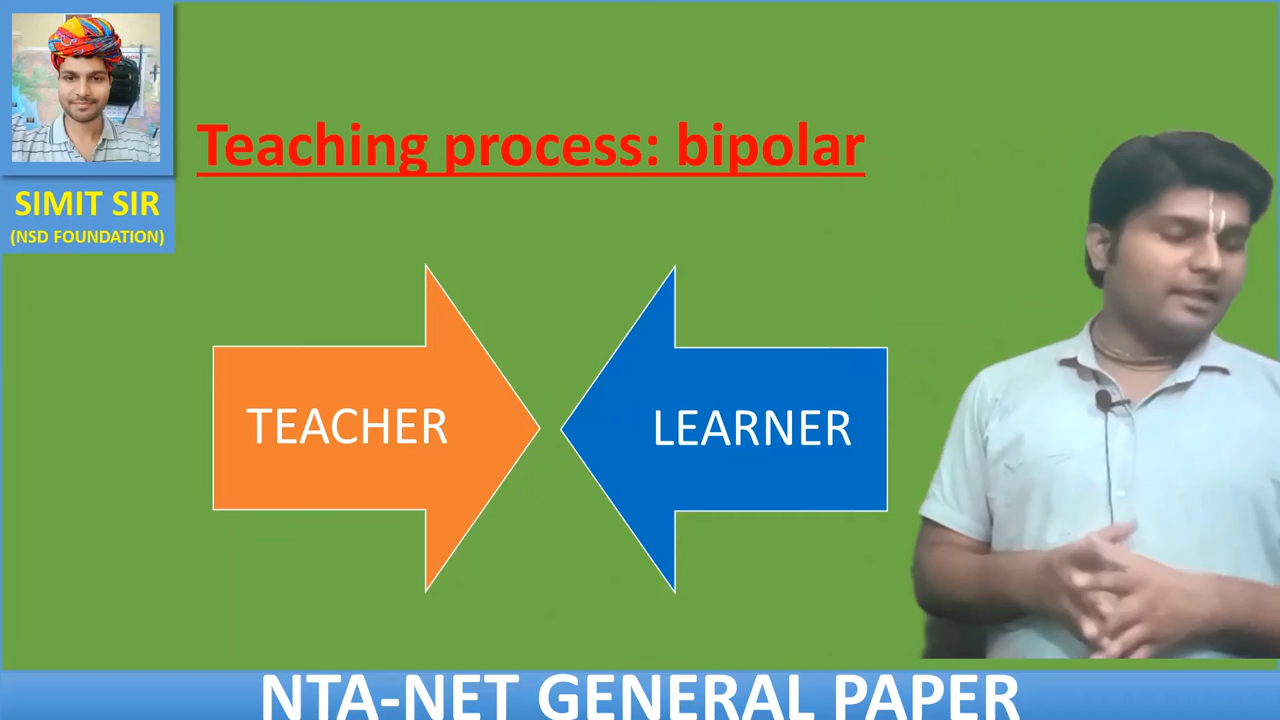 SIMIT SIR
(NSD FOUNDATION)
Teaching process: bipolar
TEACHER
LEARNER
NTA-NET GENERAL PAPER